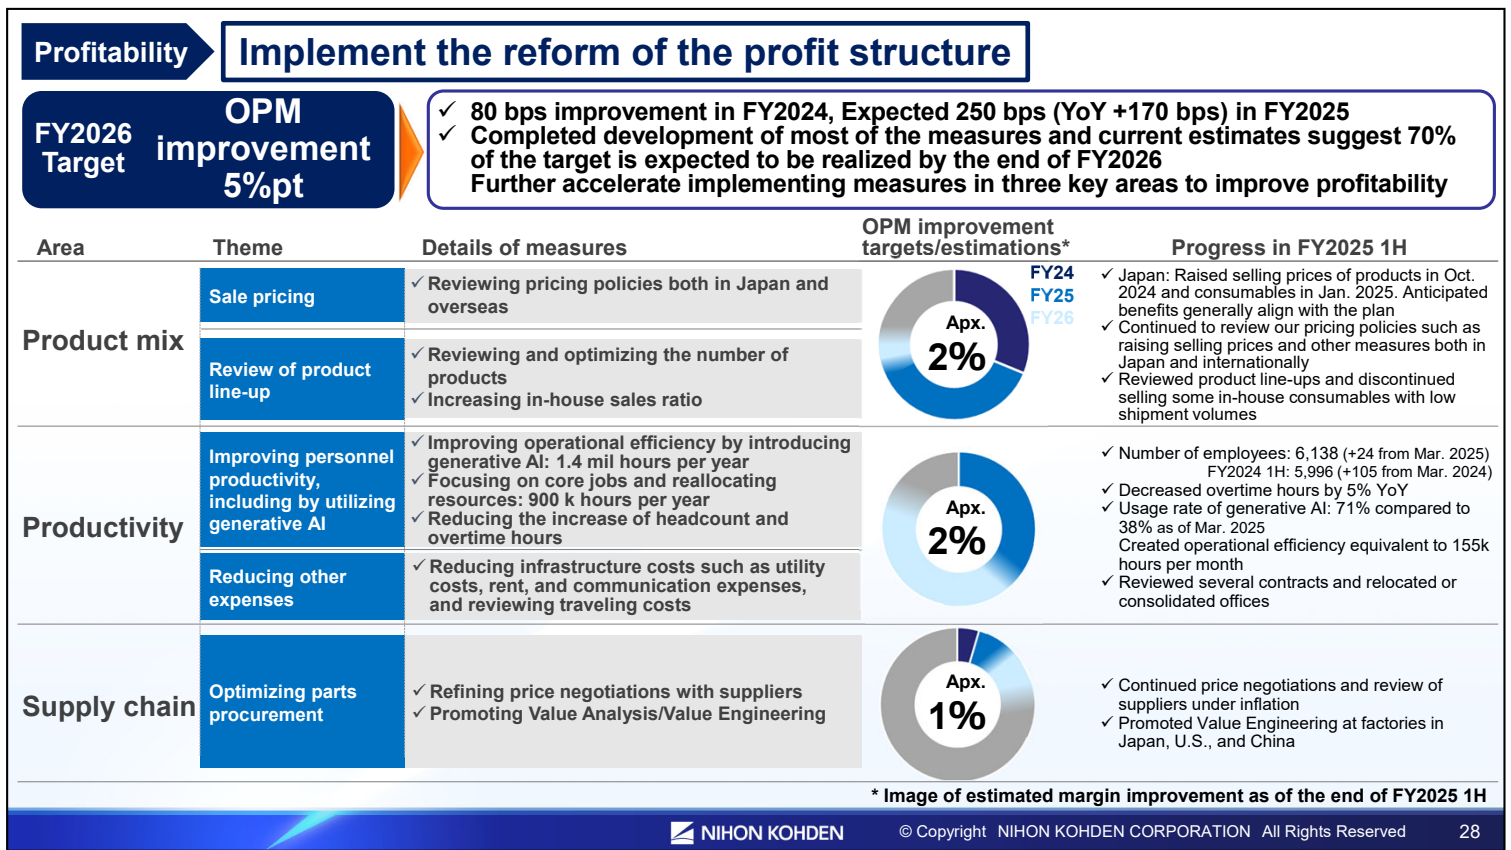 Profitability
Implement the reform of the profit structure
FY2026
Target
OPM
improvement
5%pt
✓ 80 bps improvement in FY2024, Expected 250 bps (YoY +170 bps) in FY2025
✓ Completed development of most of the measures and current estimates suggest 70%
of the target is expected to be realized by the end of FY2026
Further accelerate implementing measures in three key areas to improve profitability
Area
Theme
Details of measures
OPM improvement
targets/estimations*
Progress in FY2025 1H
Product mix
Sale pricing
✓ Reviewing pricing policies both in Japan and
overseas
Review of product
line-up
✓ Reviewing and optimizing the number of
products
✓ Increasing in-house sales ratio
FY24
FY25
FY26
Apx.
2%
✓ Japan: Raised selling prices of products in Oct.
2024 and consumables in Jan. 2025. Anticipated
benefits generally align with the plan
✓ Continued to review our pricing policies such as
raising selling prices and other measures both in
Japan and internationally
✓ Reviewed product line-ups and discontinued
selling some in-house consumables with low
shipment volumes
Productivity
Improving personnel
productivity,
including by utilizing
generative AI
✓ Improving operational efficiency by introducing
generative AI: 1.4 mil hours per year
✓ Focusing on core jobs and reallocating
resources: 900 k hours per year
✓ Reducing the increase of headcount and
overtime hours
Reducing other
expenses
✓ Reducing infrastructure costs such as utility
costs, rent, and communication expenses,
and reviewing traveling costs
Apx.
2%
✓ Number of employees: 6,138 (+24 from Mar. 2025)
FY2024 1H: 5,996 (+105 from Mar. 2024)
✓ Decreased overtime hours by 5% YoY
✓ Usage rate of generative AI: 71% compared to
38% as of Mar. 2025
Created operational efficiency equivalent to 155k
hours per month
✓ Reviewed several contracts and relocated or
consolidated offices
Supply chain
Optimizing parts
procurement
✓ Refining price negotiations with suppliers
✓ Promoting Value Analysis/Value Engineering
Apx.
1%
✓ Continued price negotiations and review of
suppliers under inflation
✓ Promoted Value Engineering at factories in
Japan, U.S., and China
* Image of estimated margin improvement as of the end of FY2025 1H
NIHON KOHDEN
© Copyright NIHON KOHDEN CORPORATION All Rights Reserved
28